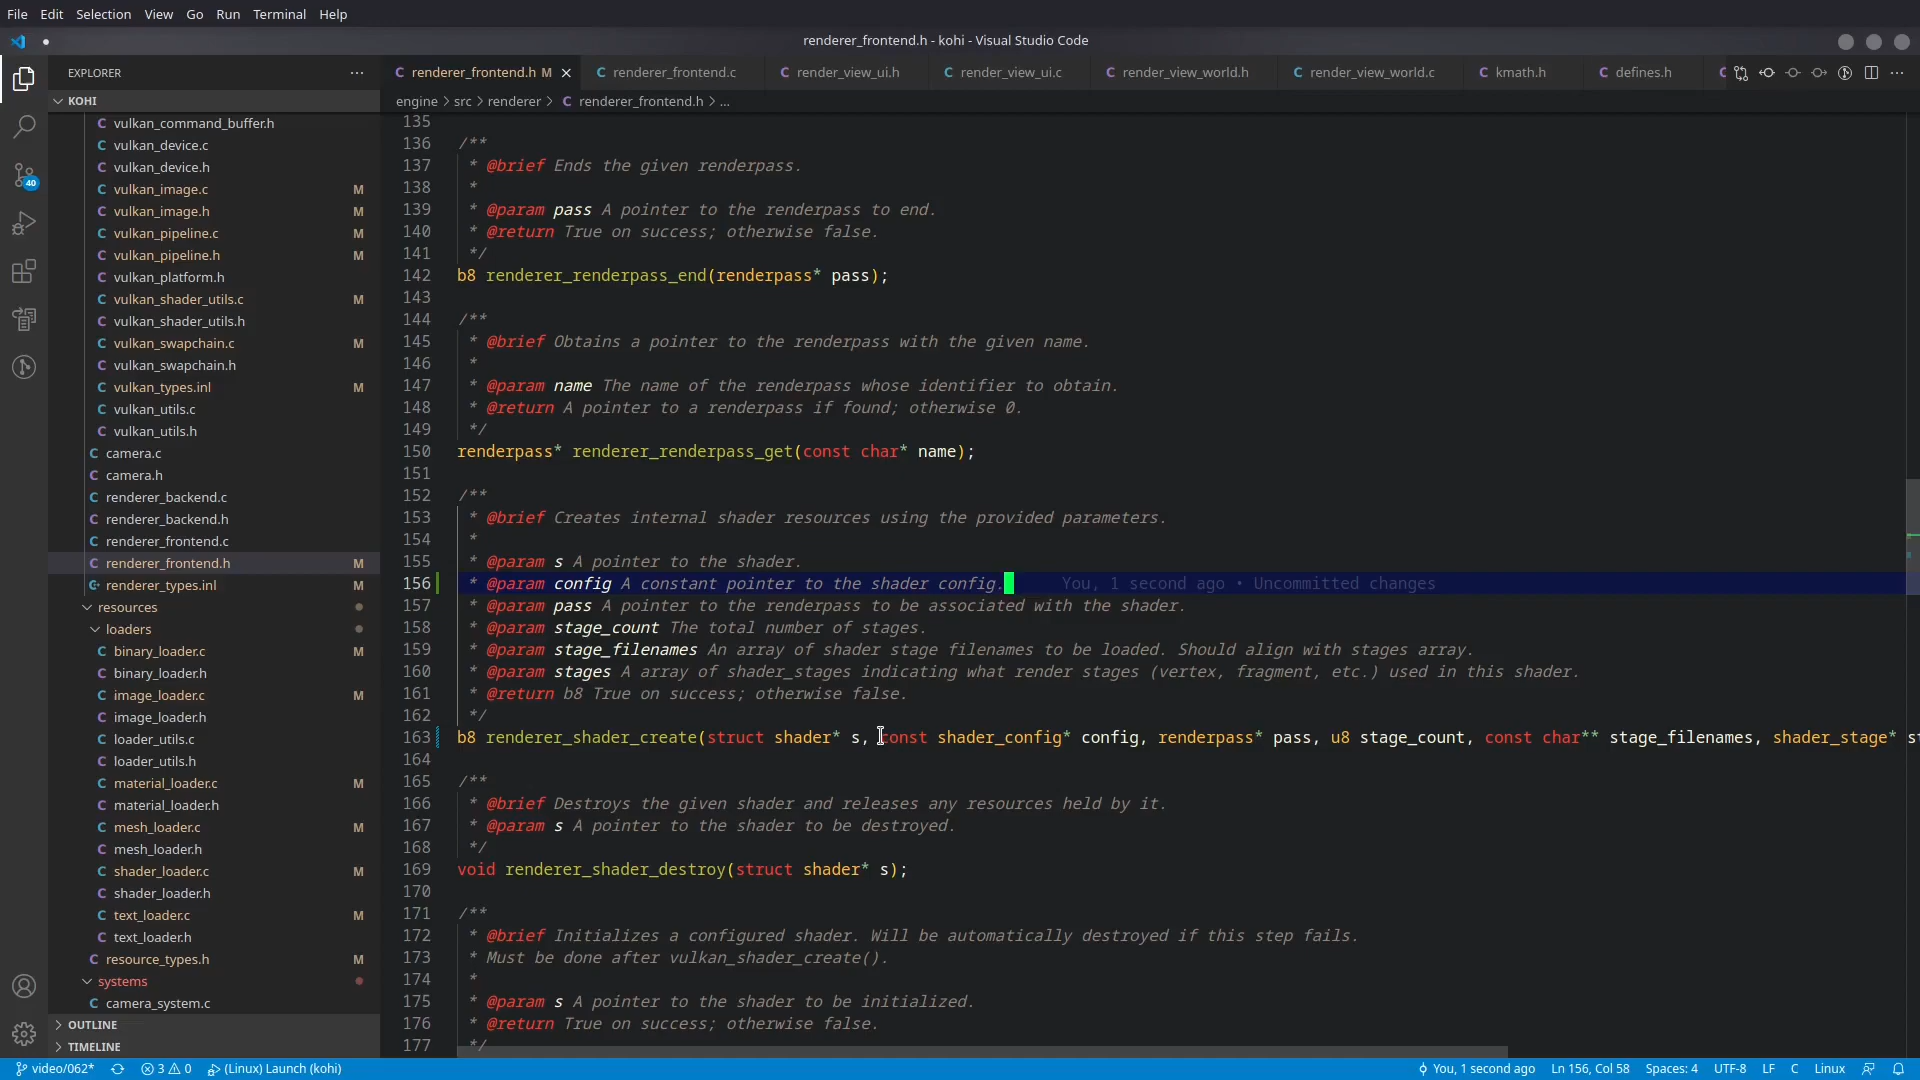 File Edit Selection View Go Run Terminal Help
renderer_frontend.h - kohi - Visual Studio Code
EXPLORER
KOHI
vulkan_command_buffer.h
vulkan_device.c
vulkan_device.h
vulkan_image.c M
vulkan_image.h M
vulkan_pipeline.c M
vulkan_pipeline.h M
vulkan_platform.h
vulkan_shader_utils.c M
vulkan_shader_utils.h
vulkan_swapchain.c M
vulkan_swapchain.h
vulkan_types.inl M
vulkan_utils.c
vulkan_utils.h
camera.c
camera.h
renderer_backend.c
renderer_backend.h
renderer_frontend.c
renderer_frontend.h M
renderer_types.inl M
resources
loaders
binary_loader.c M
binary_loader.h
image_loader.c M
image_loader.h
loader_utils.c
loader_utils.h
material_loader.c M
material_loader.h
mesh_loader.c M
mesh_loader.h
shader_loader.c M
shader_loader.h
text_loader.c M
text_loader.h
resource_types.h M
systems
camera_system.c
OUTLINE
TIMELINE
40
renderer_frontend.h M renderer_frontend.c render_view_ui.h render_view_ui.c render_view_world.h render_view_world.c kmath.h defines.h
engine > src > renderer > C renderer_frontend.h > ...
135
136 /**
137 * @brief Ends the given renderpass.
138 *
139 * @param pass A pointer to the renderpass to end.
140 * @return True on success; otherwise false.
141 */
142 b8 renderer_renderpass_end(renderpass* pass);
143
144 /**
145 * @brief Obtains a pointer to the renderpass with the given name.
146 *
147 * @param name The name of the renderpass whose identifier to obtain.
148 * @return A pointer to a renderpass if found; otherwise 0.
149 */
150 renderpass* renderer_renderpass_get(const char* name);
151
152 /**
153 * @brief Creates internal shader resources using the provided parameters.
154 *
155 * @param s A pointer to the shader.
156 * @param config A constant pointer to the shader config. You, 1 second ago • Uncommitted changes
157 * @param pass A pointer to the renderpass to be associated with the shader.
158 * @param stage_count The total number of stages.
159 * @param stage_filenames An array of shader stage filenames to be loaded. Should align with stages array.
160 * @param stages A array of shader_stages indicating what render stages (vertex, fragment, etc.) used in this shader.
161 * @return b8 True on success; otherwise false.
162 */
163 b8 renderer_shader_create(struct shader* s, const shader_config* config, renderpass* pass, u8 stage_count, const char** stage_filenames, shader_stage* st
164
165 /**
166 * @brief Destroys the given shader and releases any resources held by it.
167 * @param s A pointer to the shader to be destroyed.
168 */
169 void renderer_shader_destroy(struct shader* s);
170
171 /**
172 * @brief Initializes a configured shader. Will be automatically destroyed if this step fails.
173 * Must be done after vulkan_shader_create().
174 *
175 * @param s A pointer to the shader to be initialized.
176 * @return True on success; otherwise false.
177 */
video/062* 3 0 (Linux) Launch (kohi) You, 1 second ago Ln 156, Col 58 Spaces: 4 UTF-8 LF C Linux